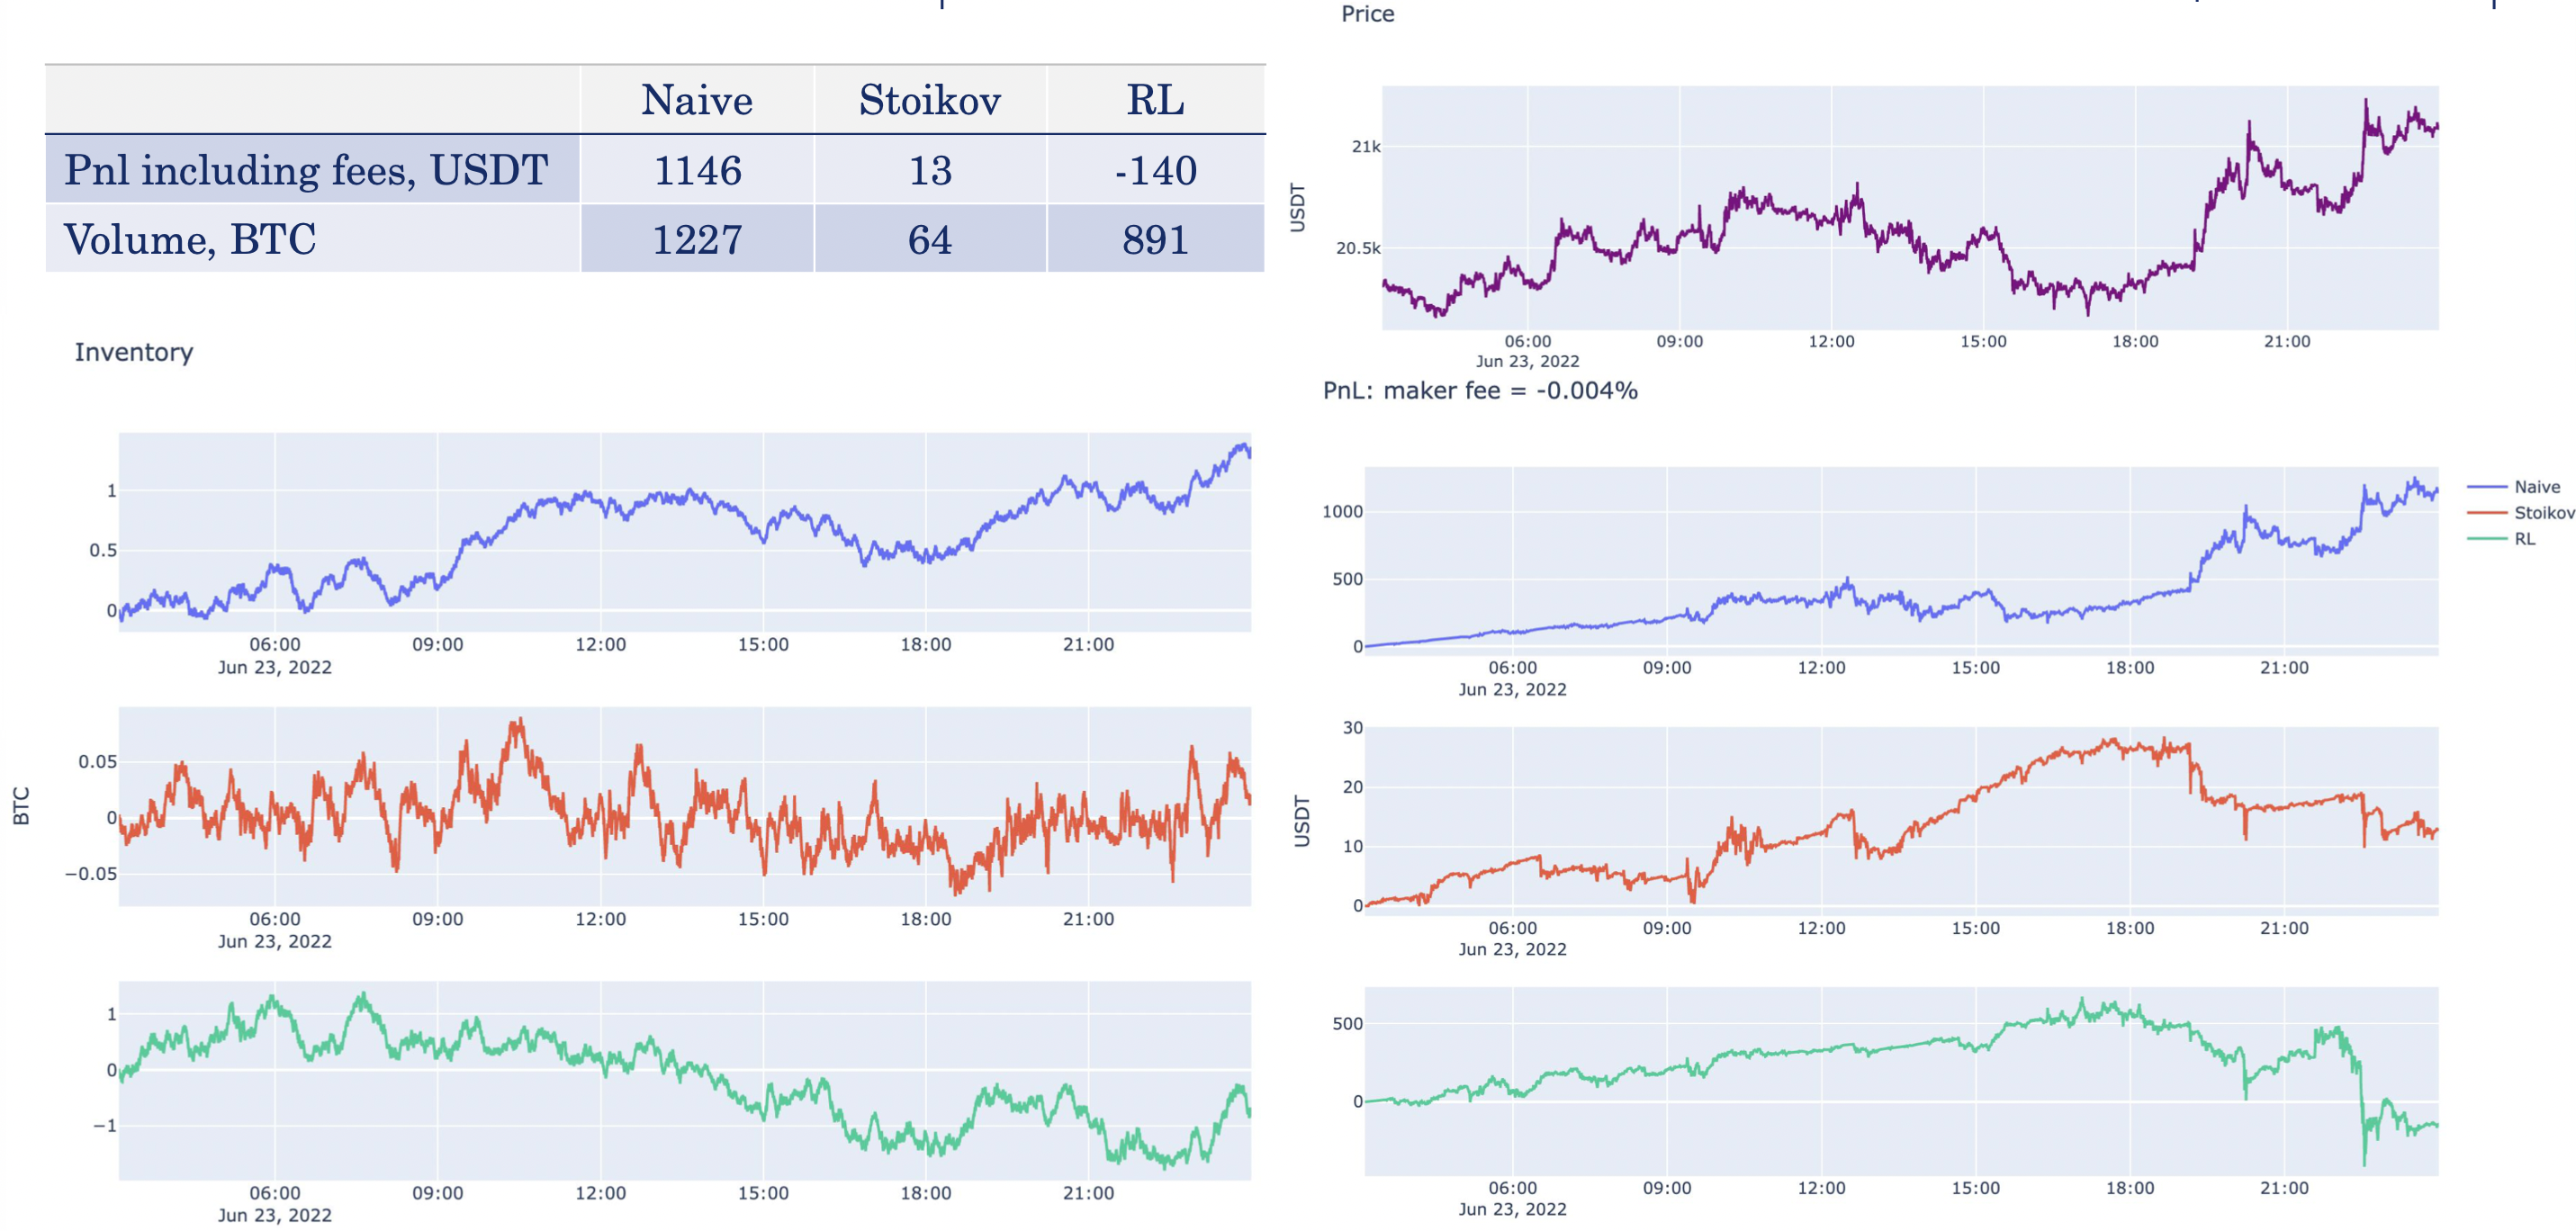 Naive Stoikov RL
Pnl including fees, USDT 1146 13 -140
Volume, BTC 1227 64 891
Inventory
1
0.5
0
06:00 09:00 12:00 15:00 18:00 21:00
Jun 23, 2022
BTC
0.05
0
−0.05
06:00 09:00 12:00 15:00 18:00 21:00
Jun 23, 2022
1
0
−1
06:00 09:00 12:00 15:00 18:00 21:00
Jun 23, 2022
Price
USDT
21k
20.5k
06:00 09:00 12:00 15:00 18:00 21:00
Jun 23, 2022
PnL: maker fee = -0.004%
1000
500
0
06:00 09:00 12:00 15:00 18:00 21:00
Jun 23, 2022
Naive
Stoikov
RL
USDT
30
20
10
0
06:00 09:00 12:00 15:00 18:00 21:00
Jun 23, 2022
500
0
06:00 09:00 12:00 15:00 18:00 21:00
Jun 23, 2022